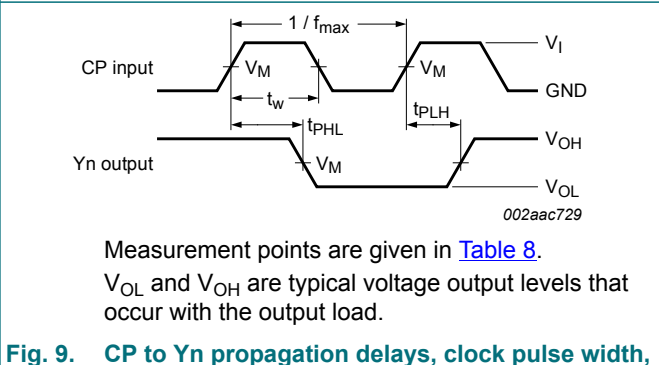 1 / fmax
VI
CP input
VM
VM
GND
tw
tPLH
tPHL
VOH
Yn output
VM
VOL
002aac729
Measurement points are given in Table 8.
VOL and VOH are typical voltage output levels that
occur with the output load.
Fig. 9. CP to Yn propagation delays, clock pulse width,